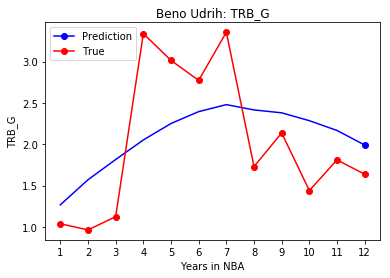 Beno Udrih: TRB_G
Prediction
True
3.0
2.5
2.0
1.5
1.0
TRB_G
1 2 3 4 5 6 7 8 9 10 11 12
Years in NBA